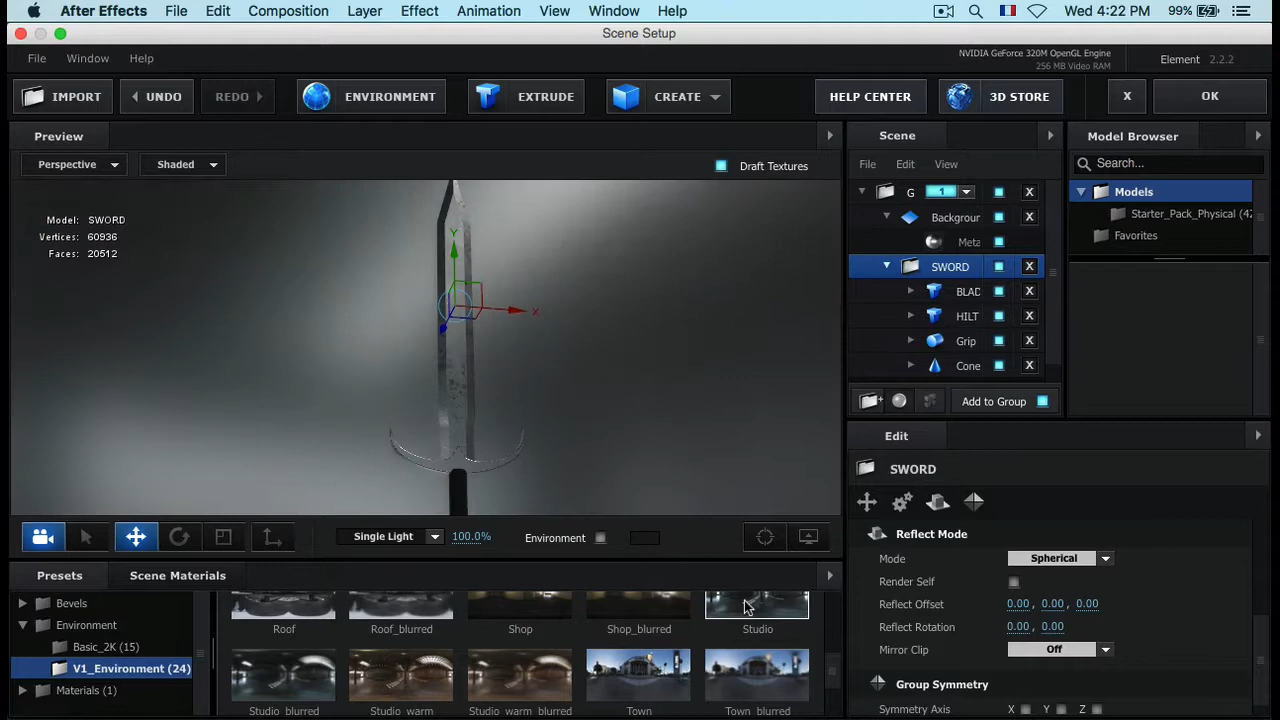 After Effects File Edit Composition Layer Effect Animation View Window Help Wed 4:22 PM 99%
Scene Setup
File Window Help
NVIDIA GeForce 320M OpenGL Engine
256 MB Video RAM
Element 2.2.2
IMPORT UNDO REDO ENVIRONMENT EXTRUDE CREATE HELP CENTER 3D STORE X OK
Preview
Perspective Shaded Draft Textures
Model: SWORD
Vertices: 60936
Faces: 20512
Y
X
Single Light 100.0% Environment
Scene
File Edit View
G 1 X
Backgrour X
Meta
SWORD X
BLAD X
HILT X
Grip X
Cone X
Add to Group
Model Browser
Search...
Models
Starter_Pack_Physical (42
Favorites
Presets Scene Materials
Bevels
Environment
Basic_2K (15)
V1_Environment (24)
Materials (1)
Roof Roof_blurred Shop Shop_blurred Studio
Studio_blurred Studio_warm Studio_warm_blurred Town Town_blurred
Edit
SWORD
Reflect Mode
Mode Spherical
Render Self
Reflect Offset 0.00, 0.00, 0.00
Reflect Rotation 0.00, 0.00
Mirror Clip Off
Group Symmetry
Symmetry Axis X Y Z